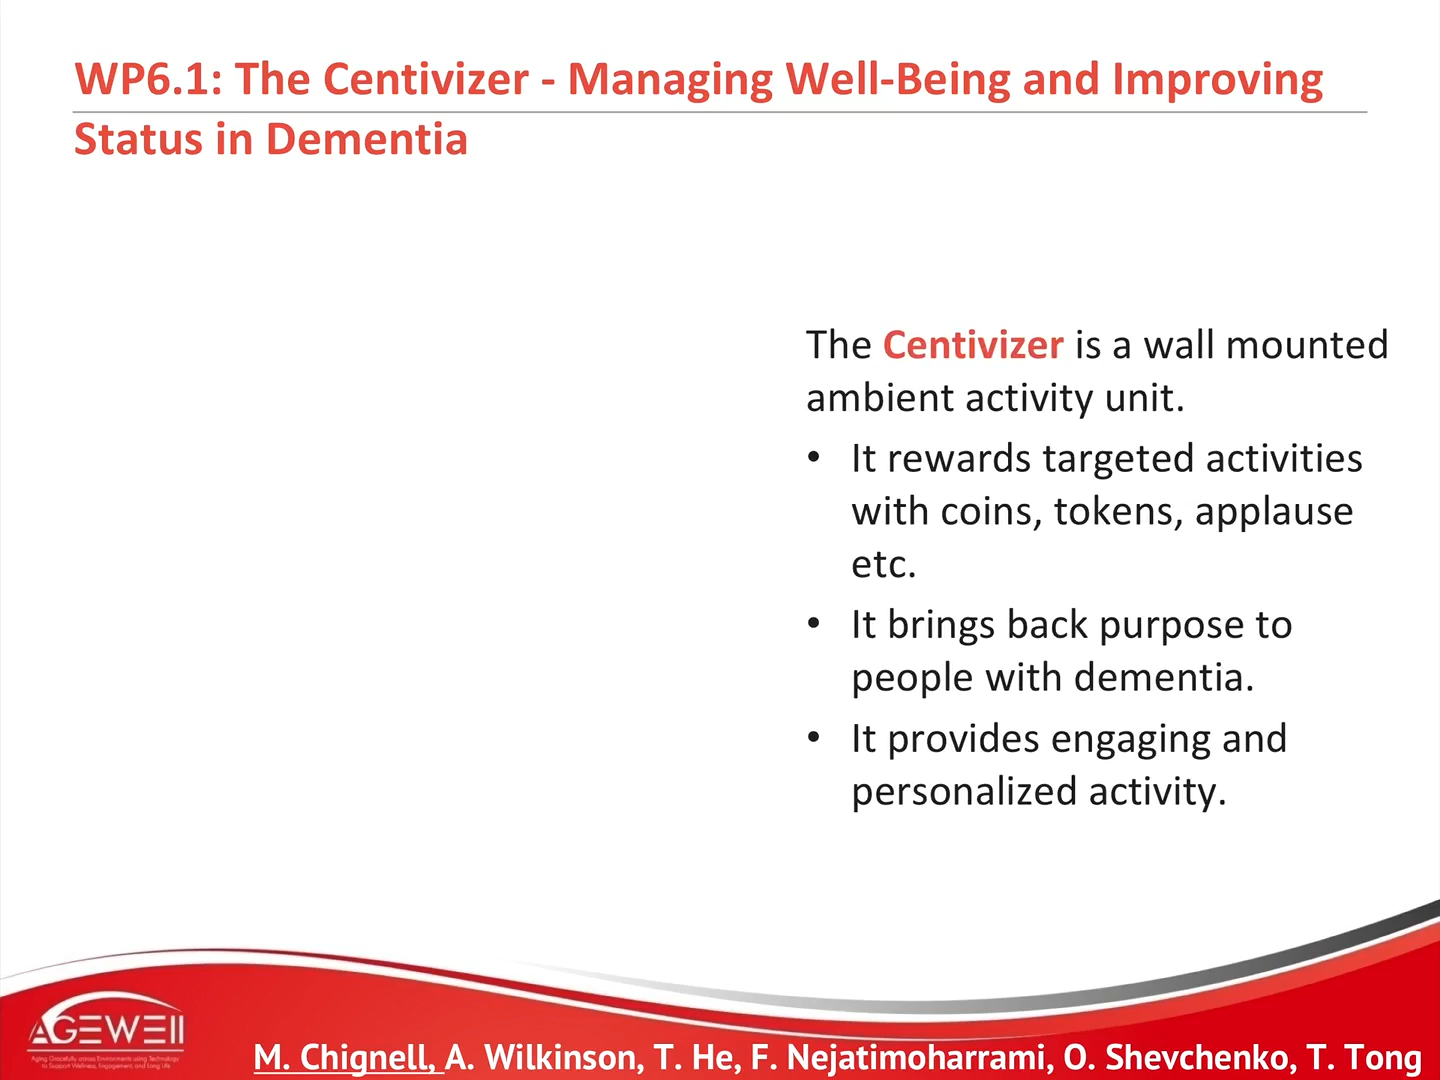 WP6.1: The Centivizer - Managing Well-Being and Improving
Status in Dementia
The Centivizer is a wall mounted
ambient activity unit.
• It rewards targeted activities
with coins, tokens, applause
etc.
• It brings back purpose to
people with dementia.
• It provides engaging and
personalized activity.
AGEWELL
Aging Gracefully across Environments using Technology
to Support Wellness, Engagement and Long Life
M. Chignell, A. Wilkinson, T. He, F. Nejatimoharrami, O. Shevchenko, T. Tong